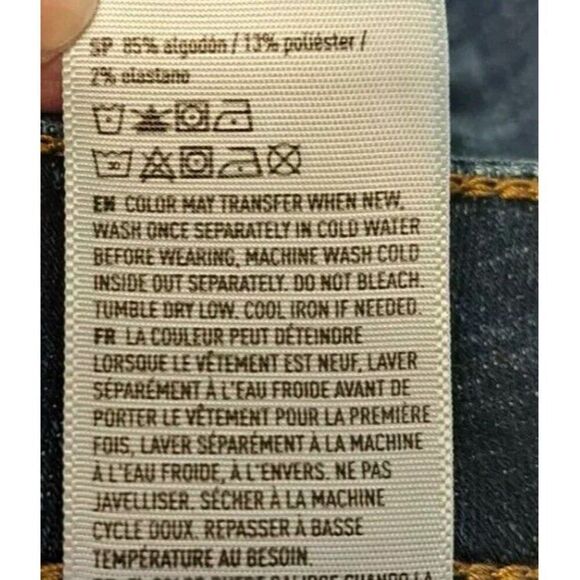 SP 85% algodón / 13% poliéster /
2% elastano
EN COLOR MAY TRANSFER WHEN NEW,
WASH ONCE SEPARATELY IN COLD WATER
BEFORE WEARING, MACHINE WASH COLD
INSIDE OUT SEPARATELY. DO NOT BLEACH.
TUMBLE DRY LOW. COOL IRON IF NEEDED.
FR LA COULEUR PEUT DÉTEINDRE
LORSQUE LE VÊTEMENT EST NEUF, LAVER
SÉPARÉMENT À L'EAU FROIDE AVANT DE
PORTER LE VÊTEMENT POUR LA PREMIÈRE
FOIS, LAVER SÉPARÉMENT À LA MACHINE
À L'EAU FROIDE, À L'ENVERS. NE PAS
JAVELLISER. SÉCHER À LA MACHINE
CYCLE DOUX. REPASSER À BASSE
TEMPÉRATURE AU BESOIN.